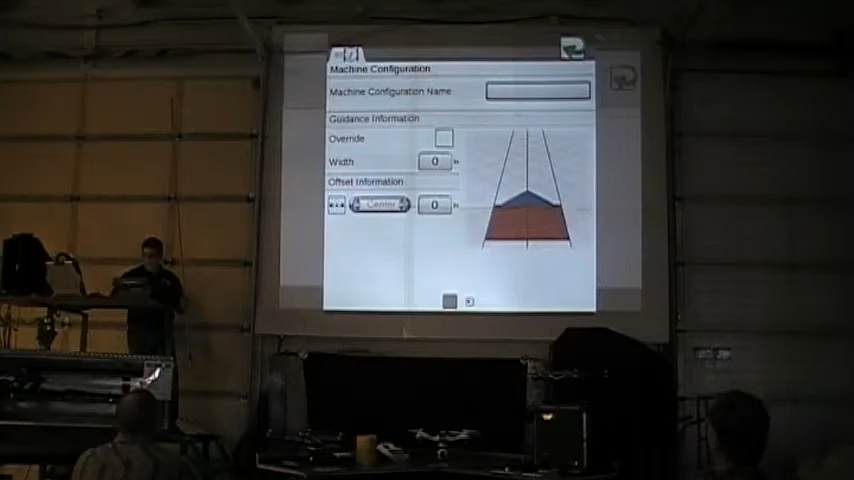 Machine Configuration
Machine Configuration Name
Guidance Information
Override
Width 0
Offset Information
Center 0